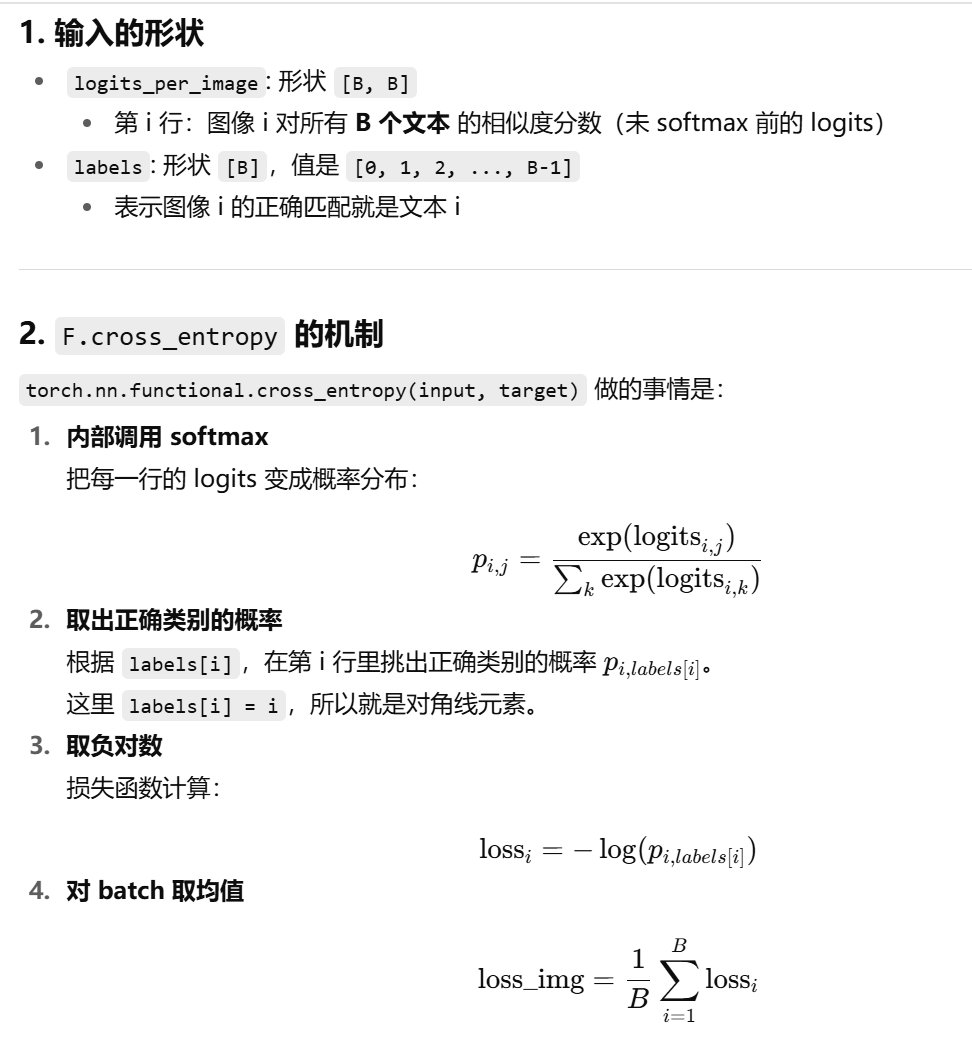 1. 输入的形状
• logits_per_image: 形状 [B, B]
• 第 i 行：图像 i 对所有 B 个文本 的相似度分数（未 softmax 前的 logits）
• labels: 形状 [B]，值是 [0, 1, 2, ..., B-1]
• 表示图像 i 的正确匹配就是文本 i
2. F.cross_entropy 的机制
torch.nn.functional.cross_entropy(input, target) 做的事情是：
1. 内部调用 softmax
把每一行的 logits 变成概率分布：
p_{i,j} = \frac{\exp(\text{logits}_{i,j})}{\sum_k \exp(\text{logits}_{i,k})}
2. 取出正确类别的概率
根据 labels[i]，在第 i 行里挑出正确类别的概率 p_{i,labels[i]}。
这里 labels[i] = i，所以就是对角线元素。
3. 取负对数
损失函数计算：
\text{loss}_i = -\log(p_{i,labels[i]})
4. 对 batch 取均值
\text{loss\_img} = \frac{1}{B} \sum_{i=1}^{B} \text{loss}_i